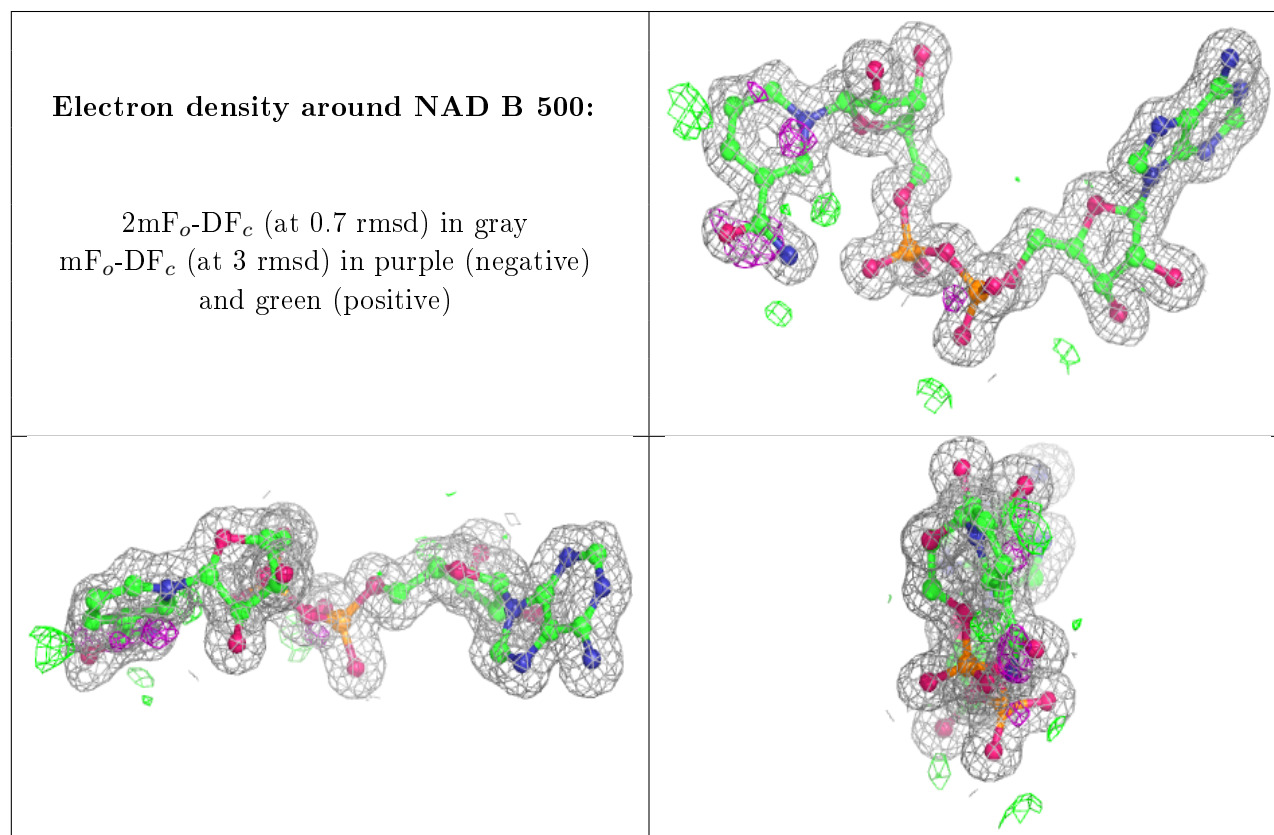 Electron density around NAD B 500:
2mFo-DFc (at 0.7 rmsd) in gray
mFo-DFc (at 3 rmsd) in purple (negative)
and green (positive)